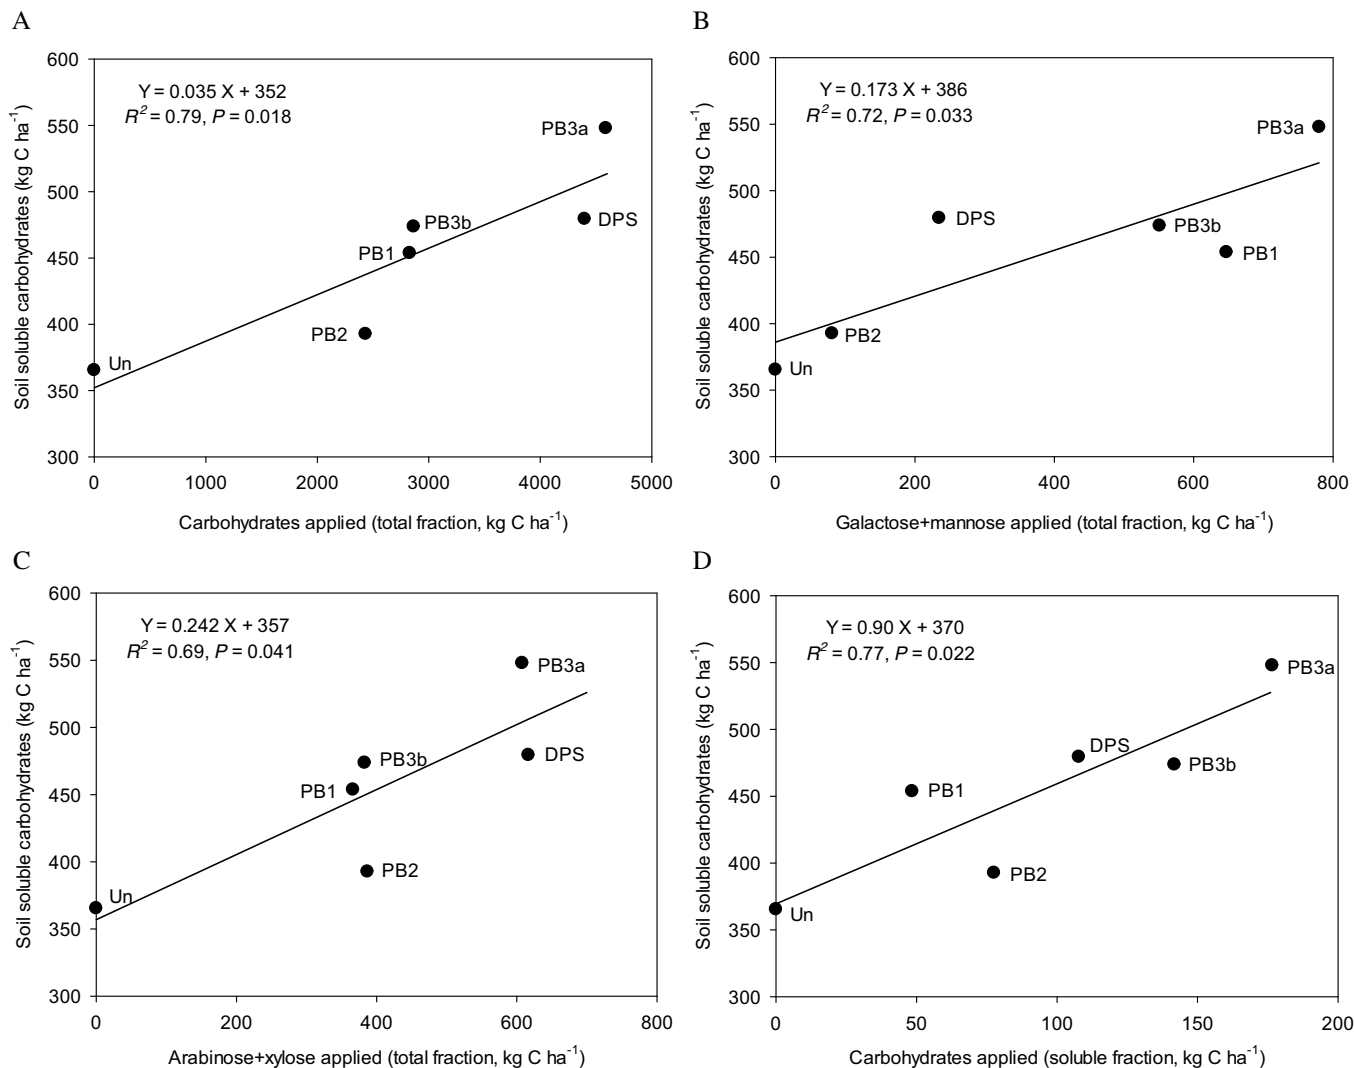 A
Y = 0.035 X + 352
R² = 0.79, P = 0.018
600
550
500
450
400
350
300
Soil soluble carbohydrates (kg C ha⁻¹)
PB3a
PB3b
DPS
PB1
PB2
Un
0 1000 2000 3000 4000 5000
Carbohydrates applied (total fraction, kg C ha⁻¹)
B
Y = 0.173 X + 386
R² = 0.72, P = 0.033
600
550
500
450
400
350
300
Soil soluble carbohydrates (kg C ha⁻¹)
PB3a
DPS
PB3b
PB1
PB2
Un
0 200 400 600 800
Galactose+mannose applied (total fraction, kg C ha⁻¹)
C
Y = 0.242 X + 357
R² = 0.69, P = 0.041
600
550
500
450
400
350
300
Soil soluble carbohydrates (kg C ha⁻¹)
PB3a
PB3b
DPS
PB1
PB2
Un
0 200 400 600 800
Arabinose+xylose applied (total fraction, kg C ha⁻¹)
D
Y = 0.90 X + 370
R² = 0.77, P = 0.022
600
550
500
450
400
350
300
Soil soluble carbohydrates (kg C ha⁻¹)
PB3a
DPS
PB3b
PB1
PB2
Un
0 50 100 150 200
Carbohydrates applied (soluble fraction, kg C ha⁻¹)